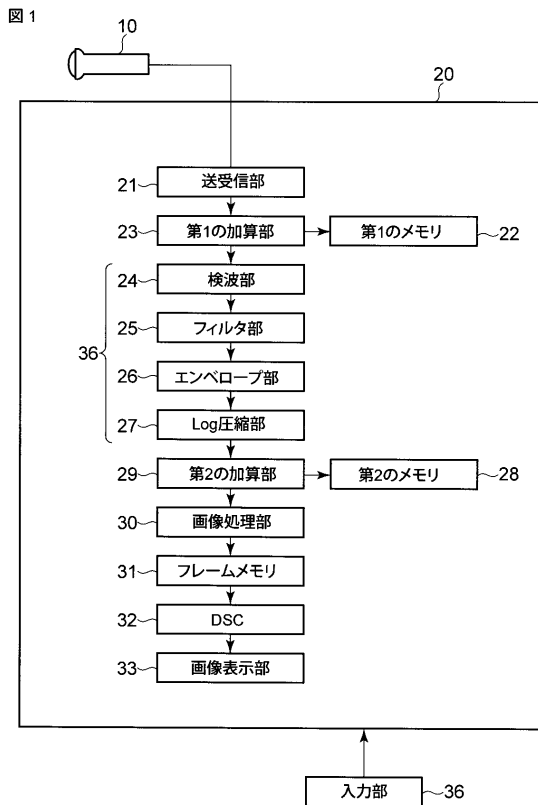 図1
10
20
21 送受信部
23 第1の加算部 第1のメモリ 22
24 検波部
25 フィルタ部
36
26 エンベロープ部
27 Log圧縮部
29 第2の加算部 第2のメモリ 28
30 画像処理部
31 フレームメモリ
32 DSC
33 画像表示部
入力部 36